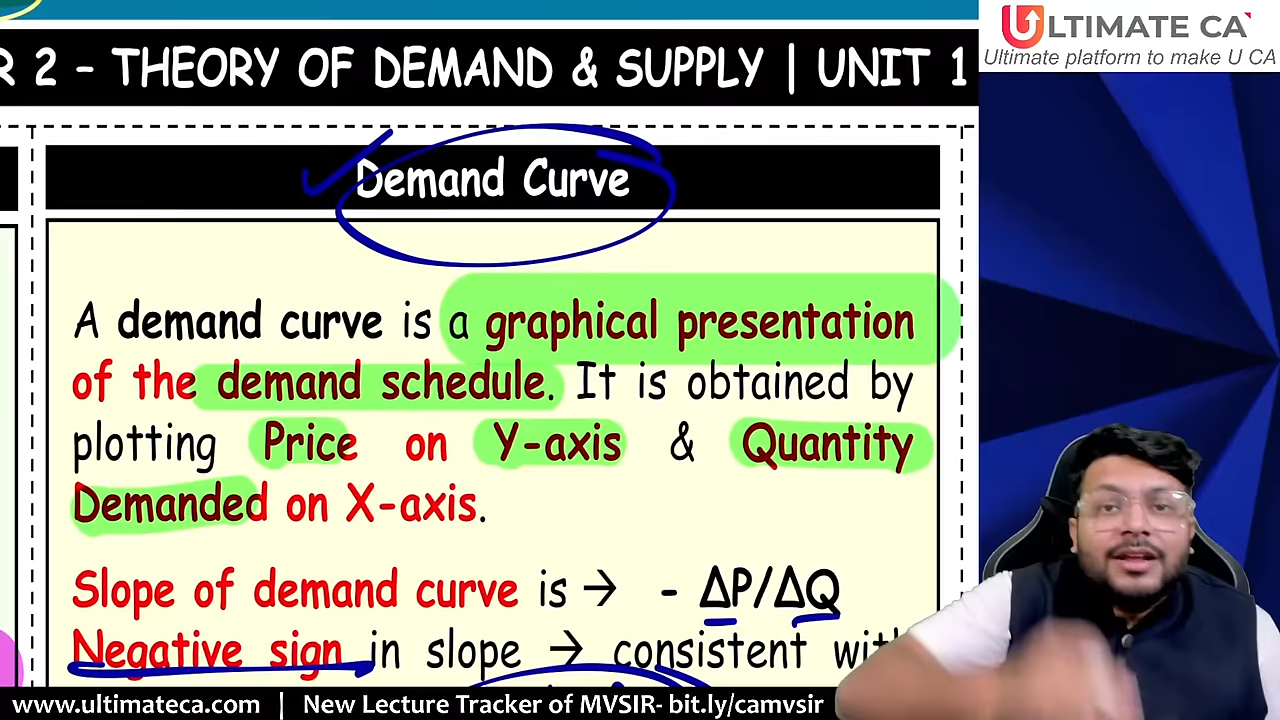 R 2 – THEORY OF DEMAND & SUPPLY | UNIT 1
ULTIMATE CA
Ultimate platform to make U CA
Demand Curve
A demand curve is a graphical presentation
of the demand schedule. It is obtained by
plotting Price on Y-axis & Quantity
Demanded on X-axis.
Slope of demand curve is → - ΔP/ΔQ
Negative sign in slope → consistent with
www.ultimateca.com | New Lecture Tracker of MVSIR- bit.ly/camvsir